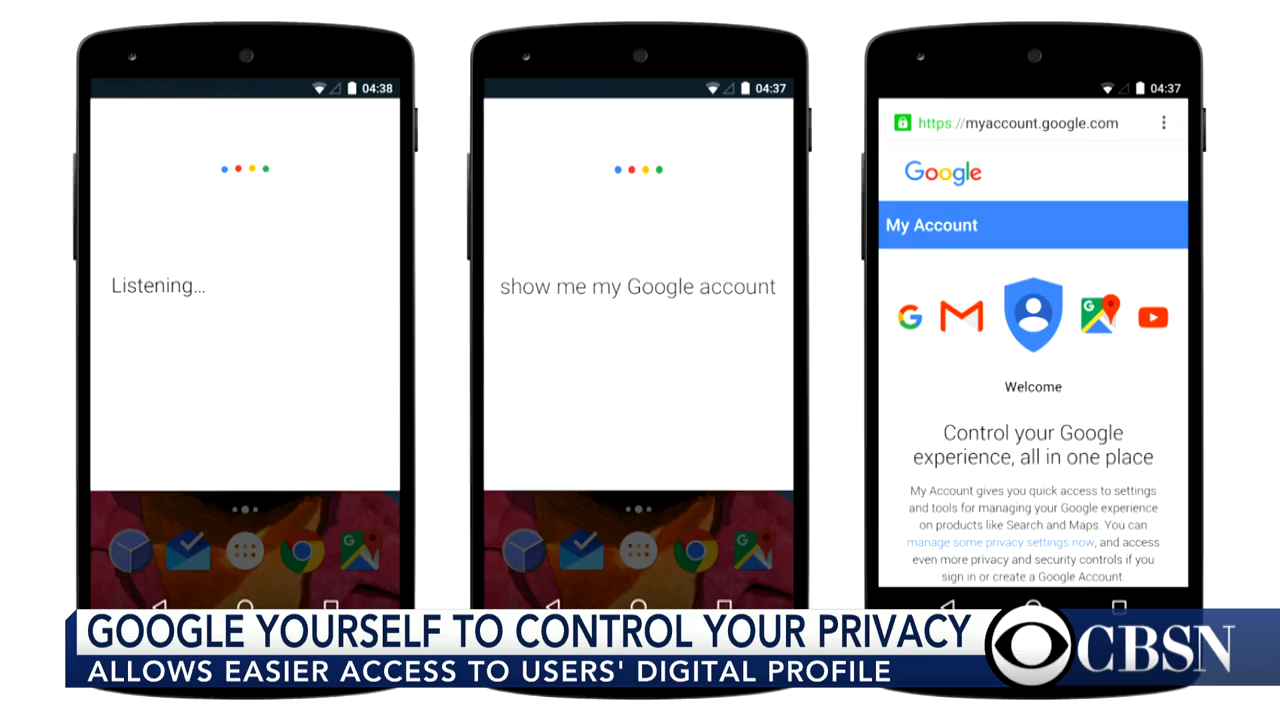 04:38
Listening...
04:37
show me my Google account
04:37
https://myaccount.google.com
Google
My Account
Welcome
Control your Google
experience, all in one place
My Account gives you quick access to settings
and tools for managing your Google experience
on products like Search and Maps. You can
manage some privacy settings now, and access
even more privacy and security controls if you
sign in or create a Google Account.
GOOGLE YOURSELF TO CONTROL YOUR PRIVACY
ALLOWS EASIER ACCESS TO USERS' DIGITAL PROFILE
CBSN